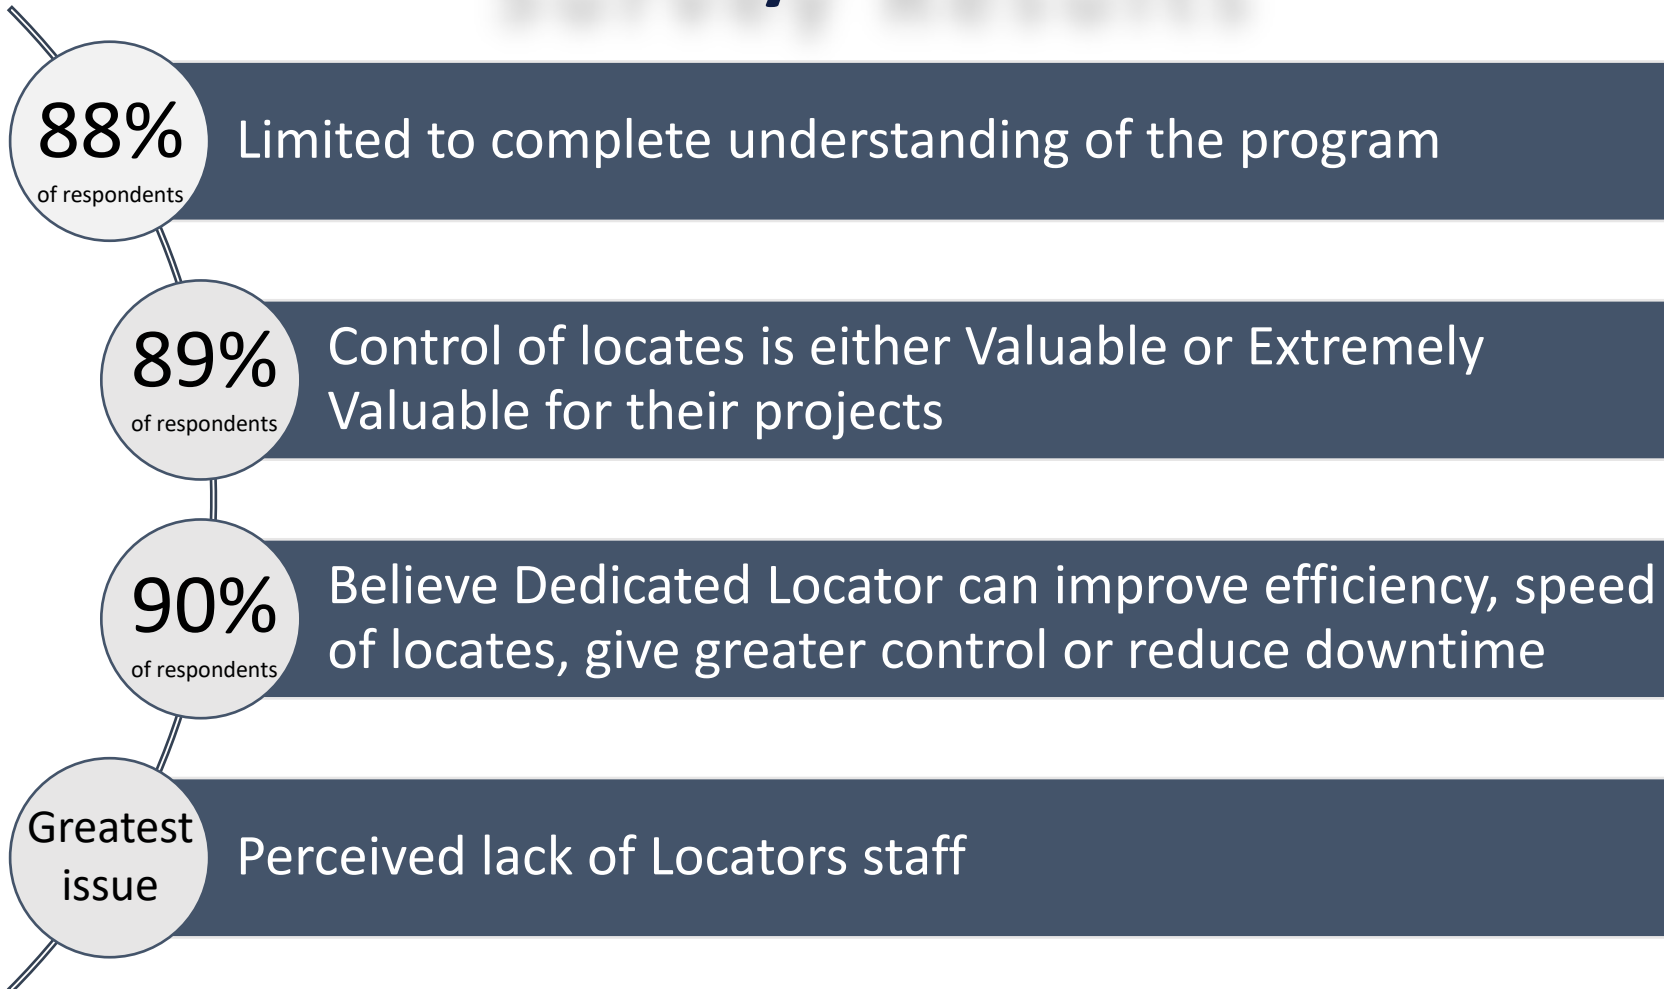 88%
of respondents
Limited to complete understanding of the program
89%
of respondents
Control of locates is either Valuable or Extremely
Valuable for their projects
90%
of respondents
Believe Dedicated Locator can improve efficiency, speed
of locates, give greater control or reduce downtime
Greatest
issue
Perceived lack of Locators staff